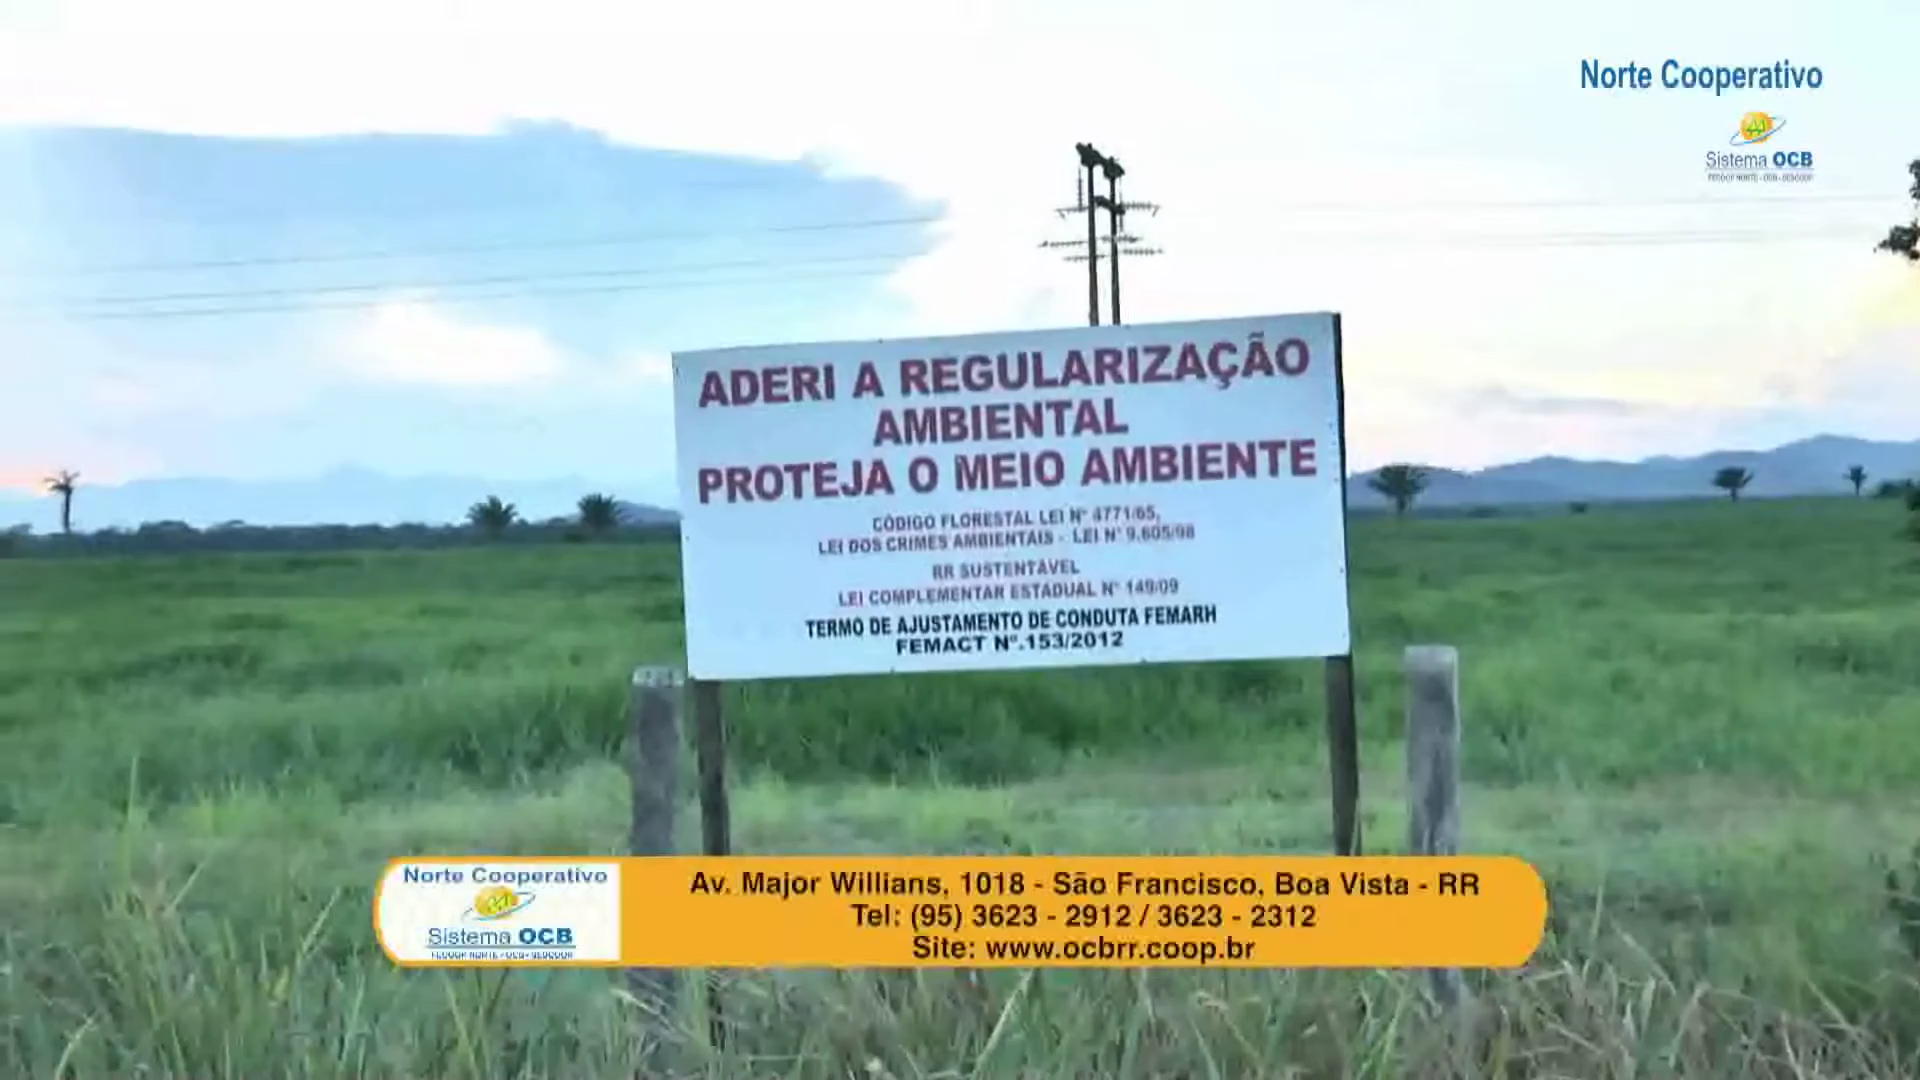 Norte Cooperativo
Sistema OCB
ADERI A REGULARIZAÇÃO
AMBIENTAL
PROTEJA O MEIO AMBIENTE
CÓDIGO FLORESTAL LEI Nº 4771/65,
LEI DOS CRIMES AMBIENTAIS - LEI Nº 9.605/98
RR SUSTENTÁVEL
LEI COMPLEMENTAR ESTADUAL Nº 149/09
TERMO DE AJUSTAMENTO DE CONDUTA FEMARH
FEMACT Nº.153/2012
Norte Cooperativo
Sistema OCB
Av. Major Willians, 1018 - São Francisco, Boa Vista - RR
Tel: (95) 3623 - 2912 / 3623 - 2312
Site: www.ocbrr.coop.br